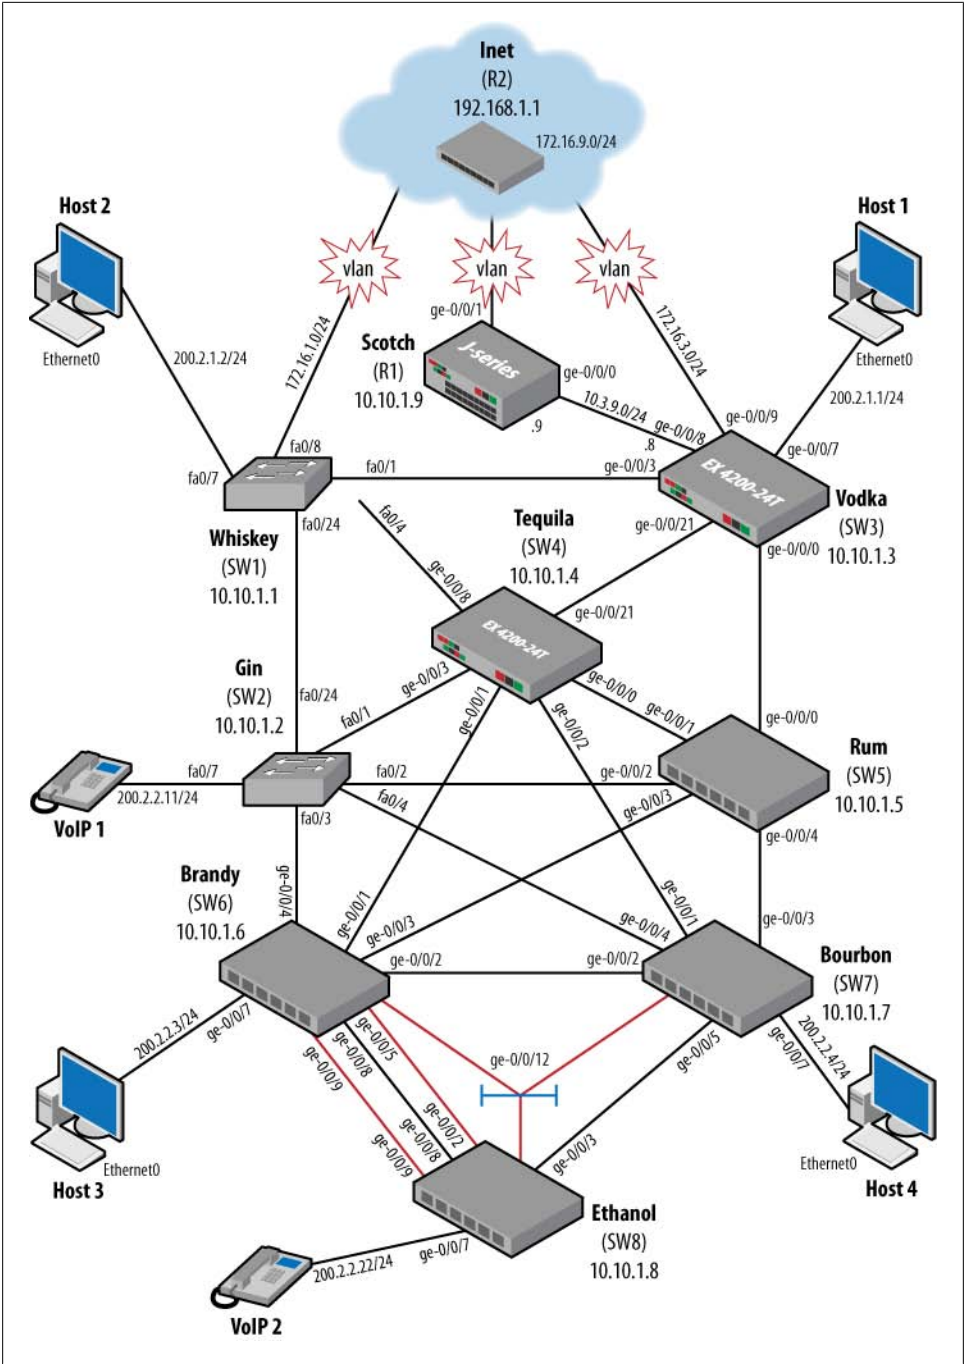 Inet
(R2)
192.168.1.1
172.16.9.0/24
Host 2
Host 1
vlan
vlan
vlan
ge-0/0/1
Scotch
(R1)
10.10.1.9
J-series
ge-0/0/0
Ethernet0
Ethernet0
200.2.1.2/24
172.16.1.0/24
172.16.3.0/24
10.3.9.0/24
200.2.1.1/24
.9
.8
ge-0/0/8
ge-0/0/9
ge-0/0/7
fa0/8
fa0/7
fa0/1
ge-0/0/3
EX 4200-24T
Vodka
(SW3)
10.10.1.3
fa0/24
Whiskey
(SW1)
10.10.1.1
fa0/4
Tequila
(SW4)
10.10.1.4
ge-0/0/21
ge-0/0/0
ge-0/0/8
ge-0/0/21
EX 4200-24T
Gin
(SW2)
10.10.1.2
fa0/24
fa0/1
ge-0/0/3
ge-0/0/1
ge-0/0/2
ge-0/0/0
ge-0/0/1
ge-0/0/0
Rum
(SW5)
10.10.1.5
fa0/7
200.2.2.11/24
VoIP 1
fa0/2
ge-0/0/2
fa0/4
ge-0/0/3
fa0/3
ge-0/0/4
Brandy
(SW6)
10.10.1.6
ge-0/0/4
ge-0/0/1
ge-0/0/3
ge-0/0/4
ge-0/0/1
ge-0/0/3
ge-0/0/2
ge-0/0/2
Bourbon
(SW7)
10.10.1.7
200.2.2.3/24
ge-0/0/7
ge-0/0/5
ge-0/0/8
ge-0/0/9
ge-0/0/12
ge-0/0/5
200.2.2.4/24
ge-0/0/7
ge-0/0/2
ge-0/0/8
ge-0/0/9
ge-0/0/3
Ethernet0
Host 3
Ethernet0
Host 4
Ethanol
(SW8)
10.10.1.8
ge-0/0/7
200.2.2.22/24
VoIP 2